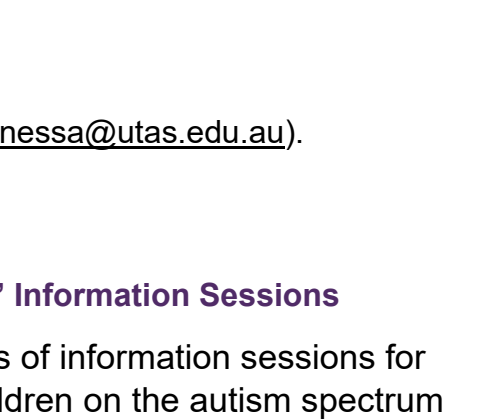 nessa@utas.edu.au).
’ Information Sessions
s of information sessions for
ldren on the autism spectrum